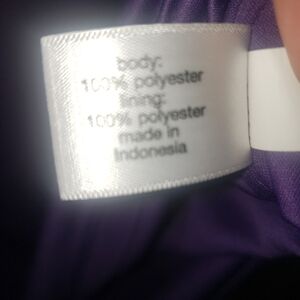 body:
100% polyester
lining:
100% polyester
made in
Indonesia